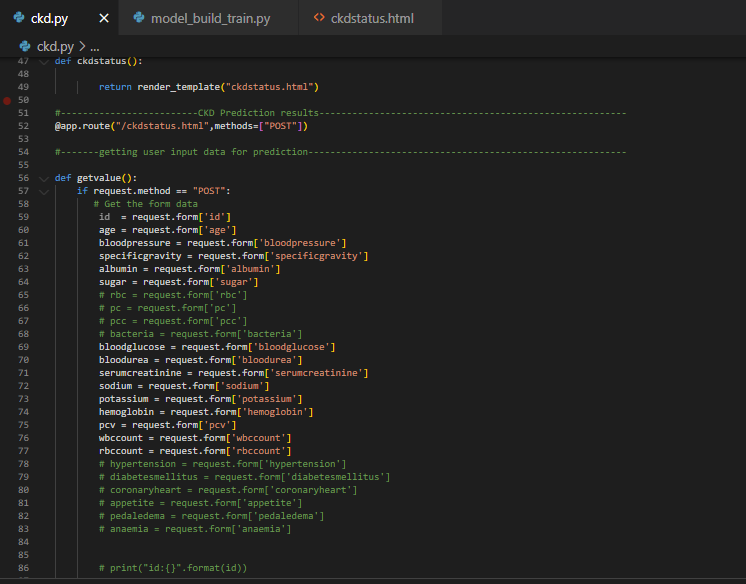 ckd.py × model_build_train.py <> ckdstatus.html
ckd.py > ...
47 def ckdstatus():
48
49 return render_template("ckdstatus.html")
50
51 #-------------------------CKD Prediction results--------------------------------------------------------
52 @app.route("/ckdstatus.html",methods=["POST"])
53
54 #-------getting user input data for prediction----------------------------------------------------------
55
56 def getvalue():
57 if request.method == "POST":
58 # Get the form data
59 id = request.form['id']
60 age = request.form['age']
61 bloodpressure = request.form['bloodpressure']
62 specificgravity = request.form['specificgravity']
63 albumin = request.form['albumin']
64 sugar = request.form['sugar']
65 # rbc = request.form['rbc']
66 # pc = request.form['pc']
67 # pcc = request.form['pcc']
68 # bacteria = request.form['bacteria']
69 bloodglucose = request.form['bloodglucose']
70 bloodurea = request.form['bloodurea']
71 serumcreatinine = request.form['serumcreatinine']
72 sodium = request.form['sodium']
73 potassium = request.form['potassium']
74 hemoglobin = request.form['hemoglobin']
75 pcv = request.form['pcv']
76 wbccount = request.form['wbccount']
77 rbccount = request.form['rbccount']
78 # hypertension = request.form['hypertension']
79 # diabetesmellitus = request.form['diabetesmellitus']
80 # coronaryheart = request.form['coronaryheart']
81 # appetite = request.form['appetite']
82 # pedaledema = request.form['pedaledema']
83 # anaemia = request.form['anaemia']
84
85
86 # print("id:{}".format(id))